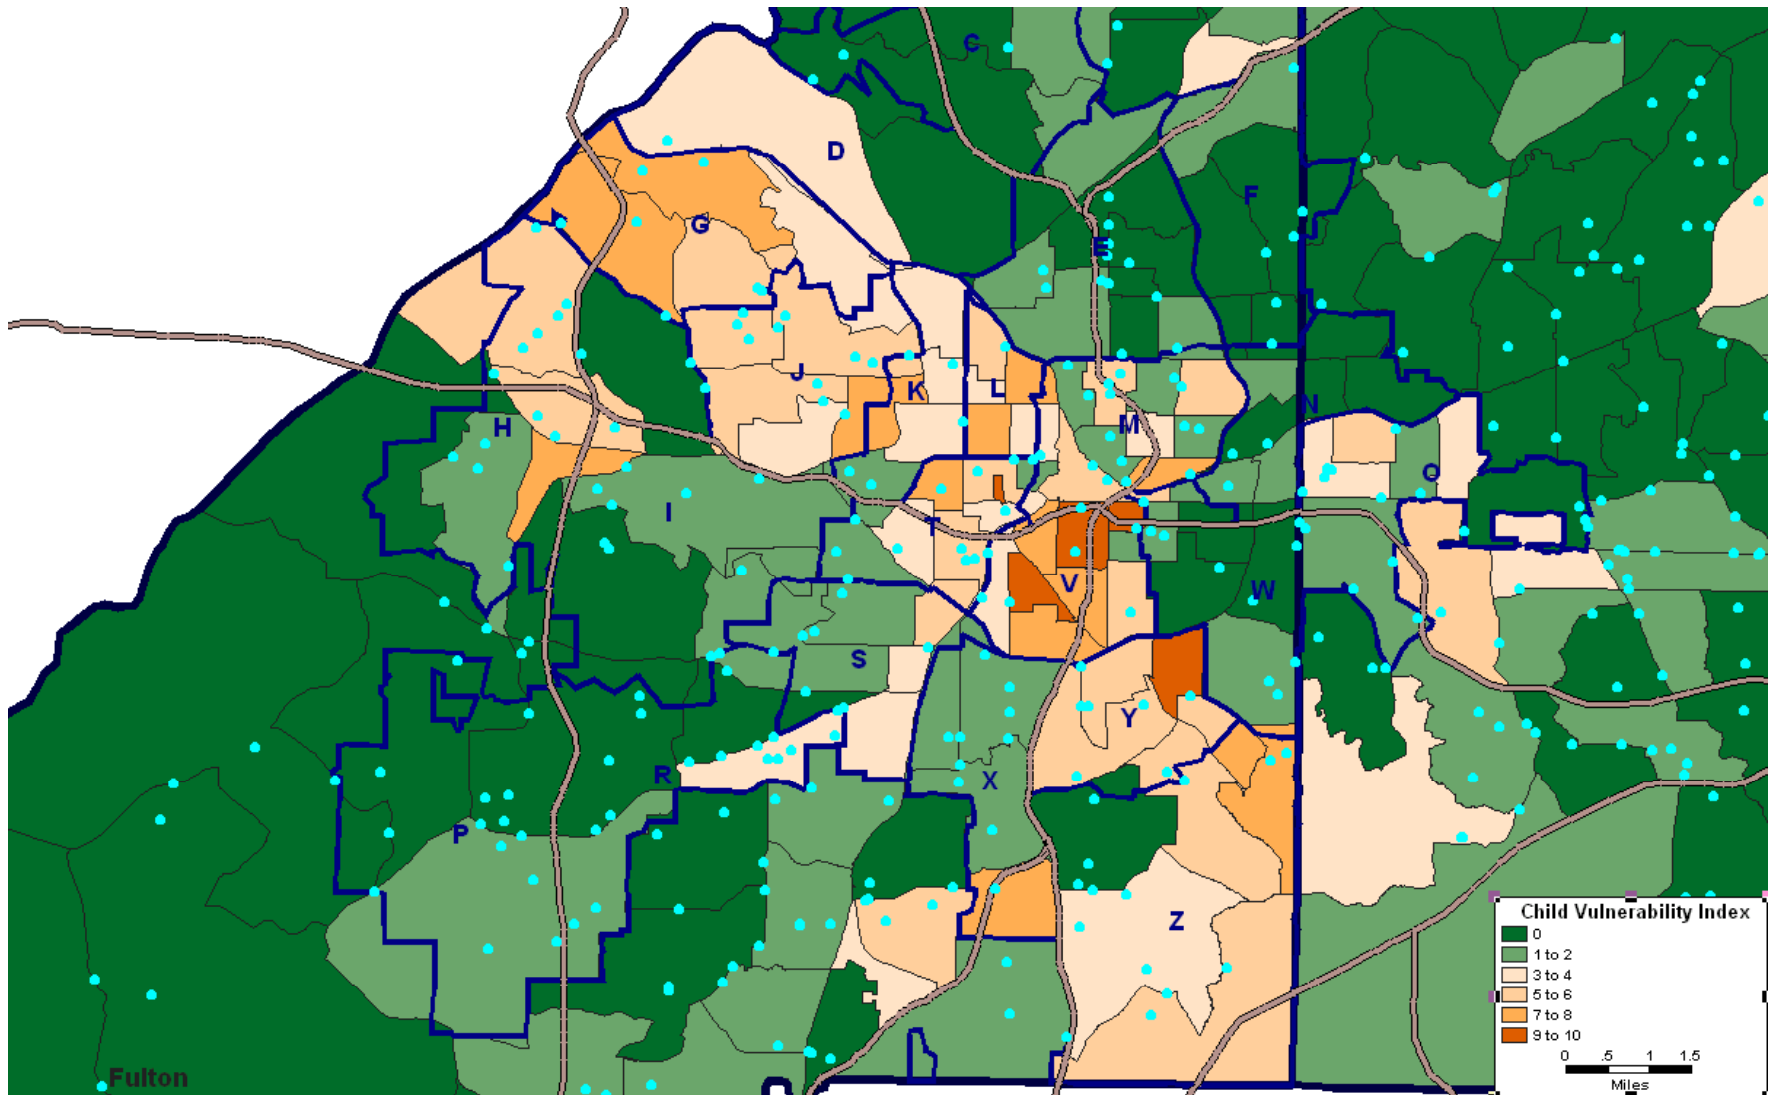 C
D
F
G
E
J
K
L
N
M
H
Q
I
T
V
W
S
Y
R
X
P
Z
Fulton
Child Vulnerability Index
0
1 to 2
3 to 4
5 to 6
7 to 8
9 to 10
0 .5 1 1.5
Miles